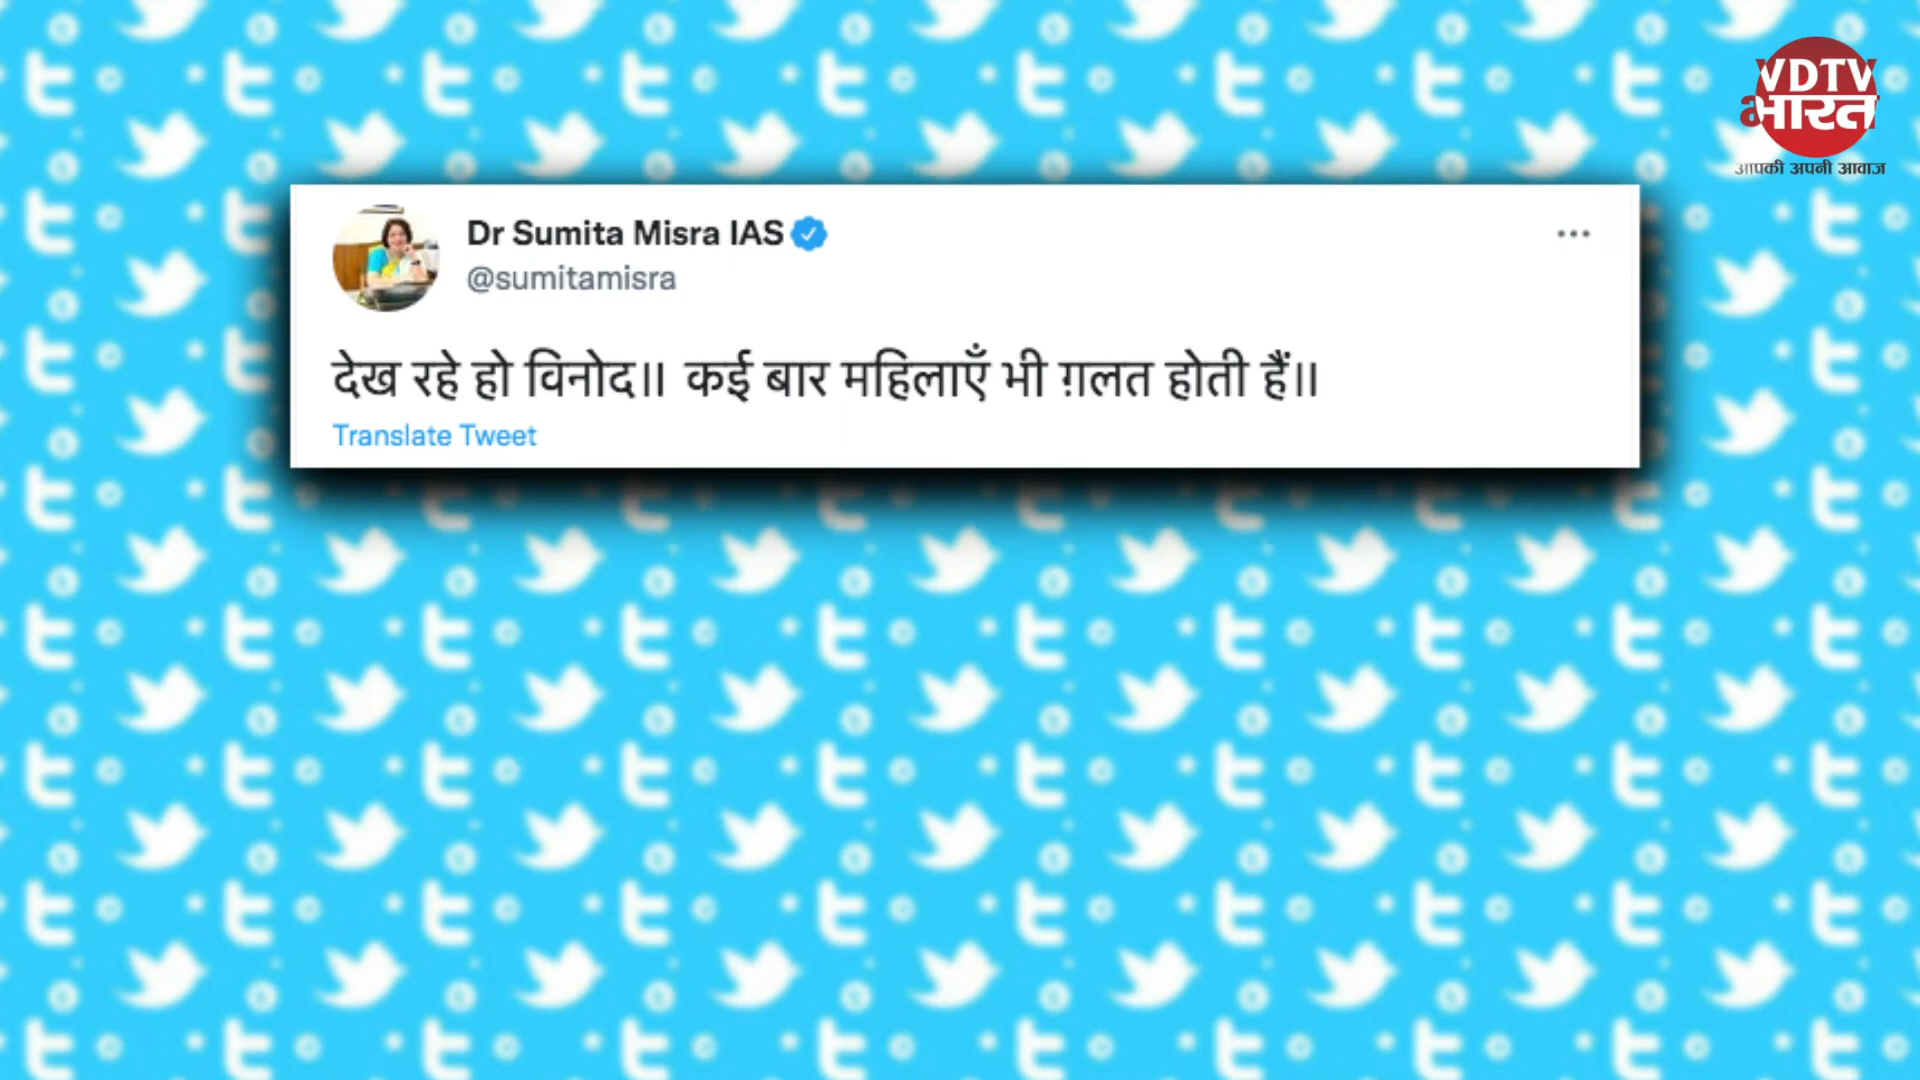 VDTV
भारत
आपकी अपनी आवाज
Dr Sumita Misra IAS
@sumitamisra
देख रहे हो विनोद॥ कई बार महिलाएँ भी ग़लत होती हैं॥
Translate Tweet